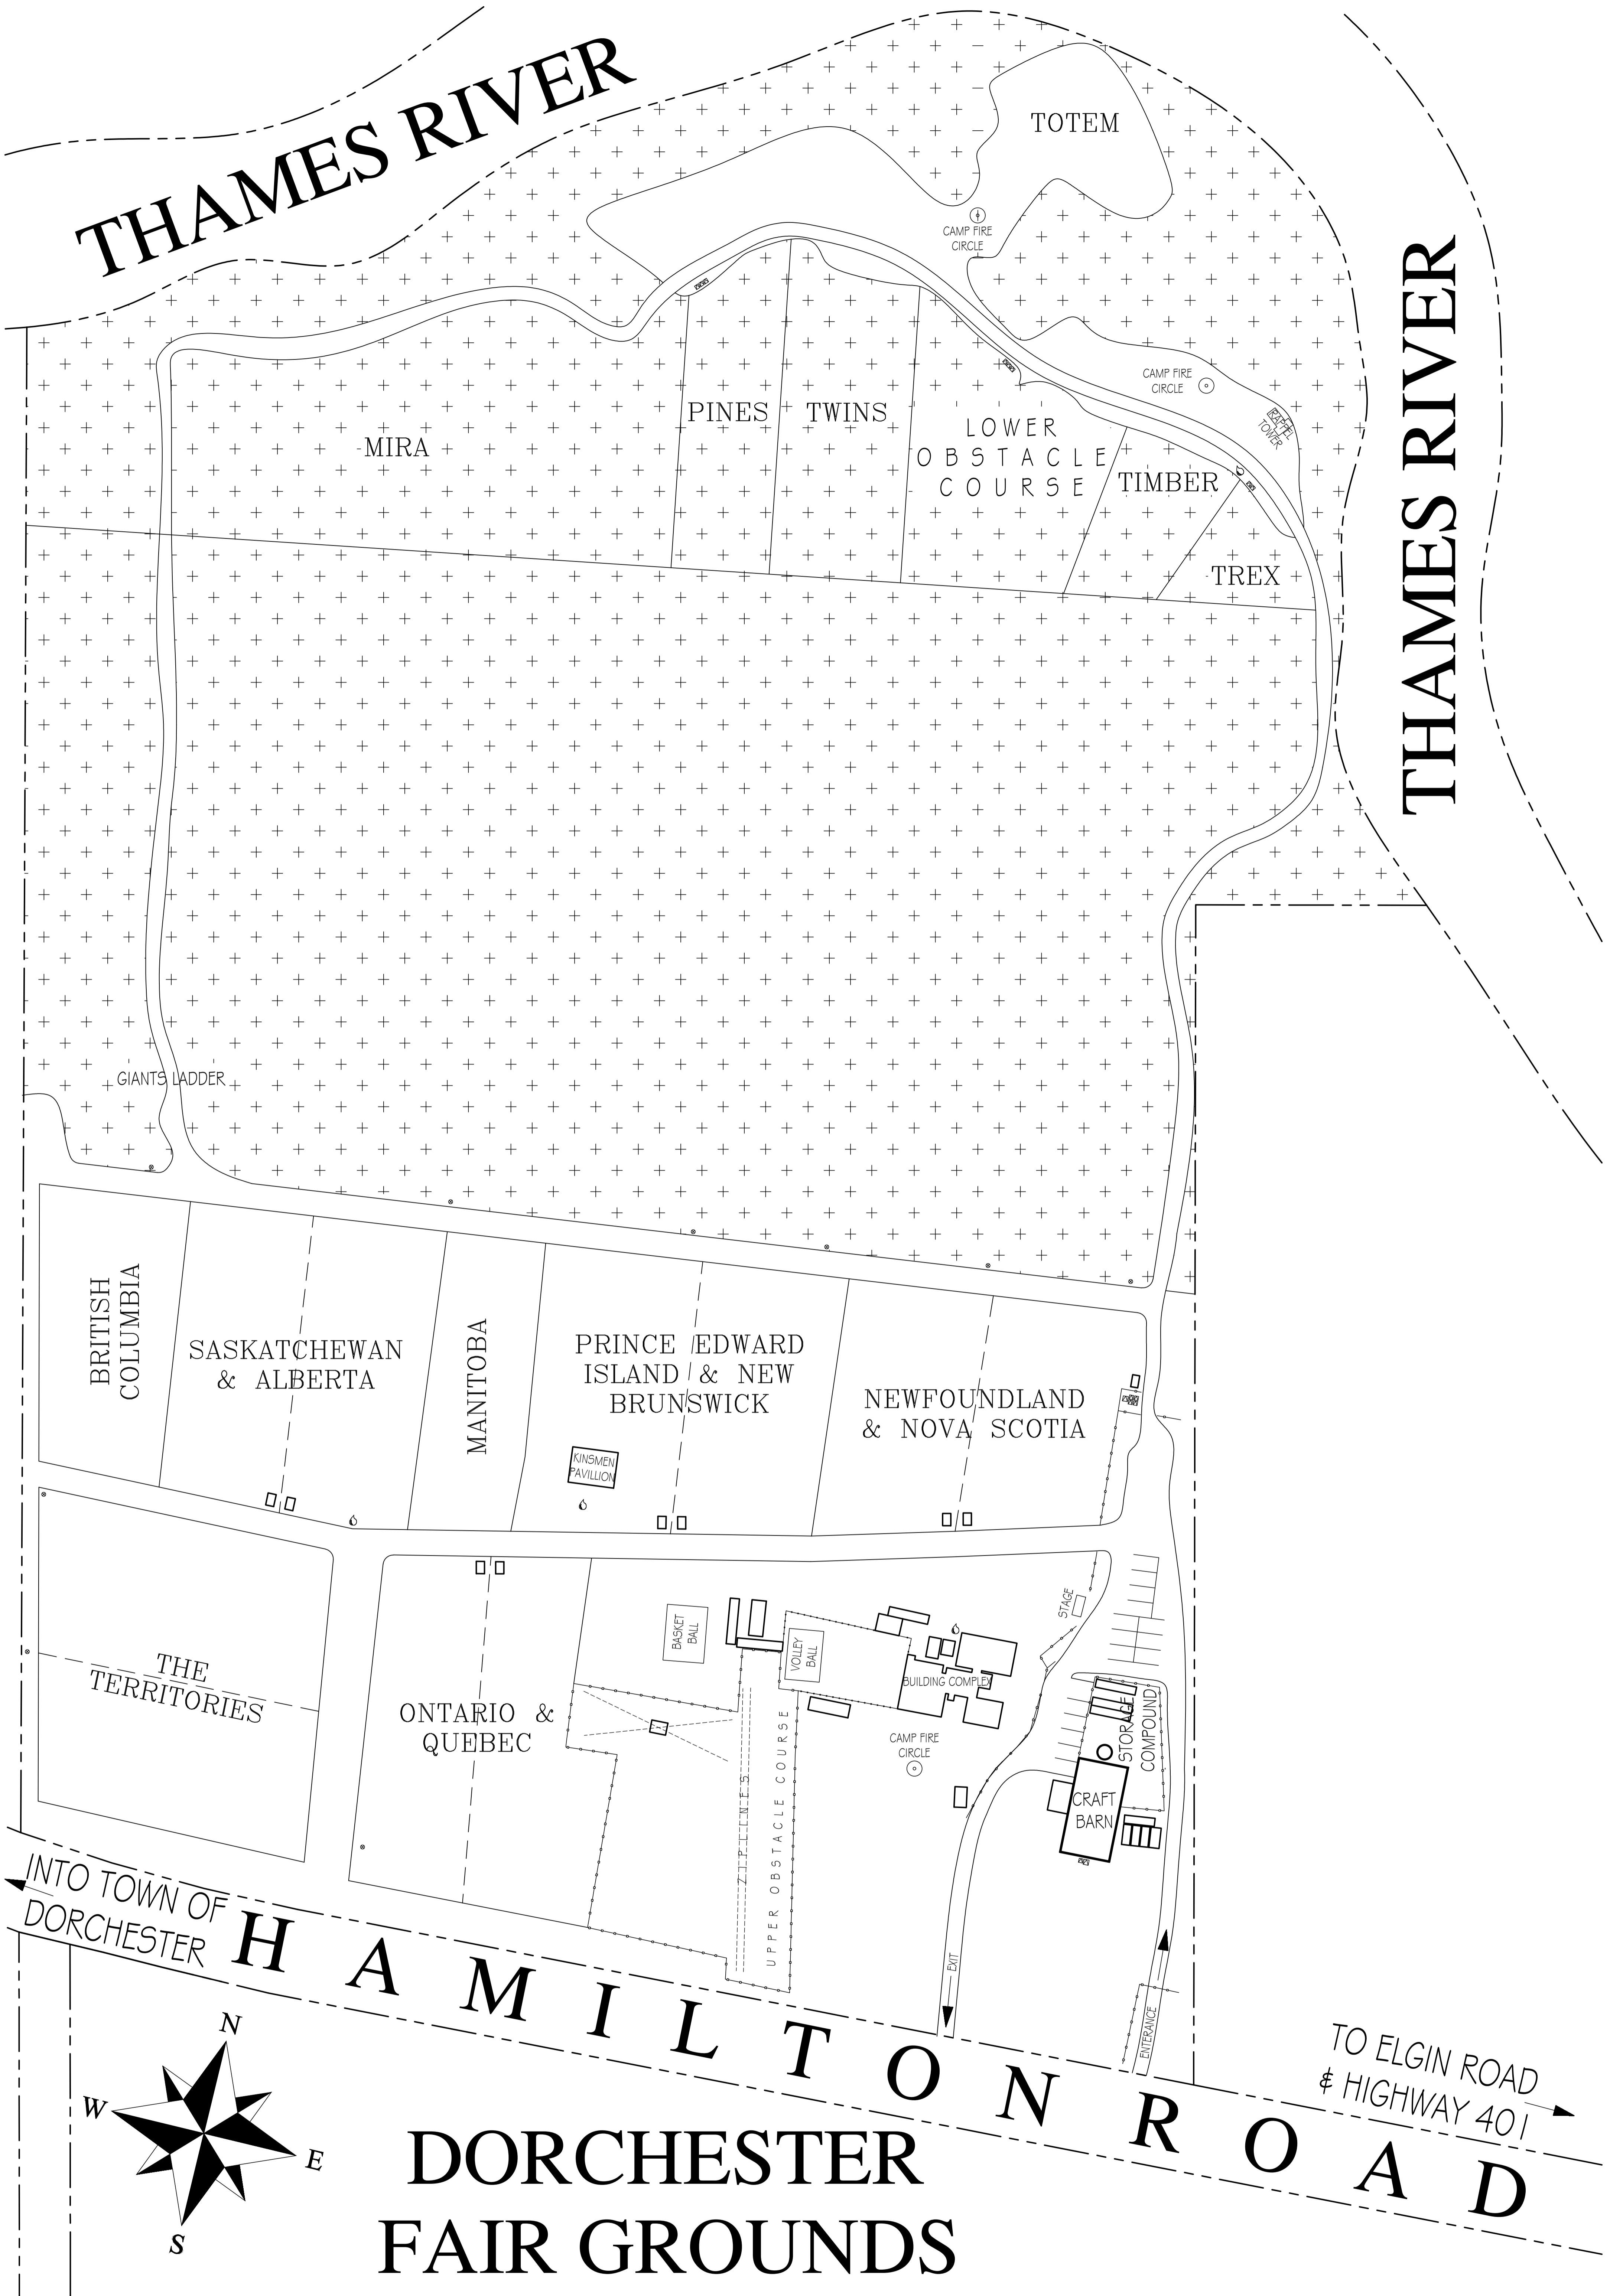 THAMES RIVER
TOTEM
CAMP FIRE
CIRCLE
THAMES RIVER
CAMP FIRE
CIRCLE
RAPPEL
TOWER
MIRA
PINES
TWINS
LOWER
OBSTACLE
COURSE
TIMBER
TREX
GIANTS LADDER
BRITISH
COLUMBIA
SASKATCHEWAN
& ALBERTA
MANITOBA
PRINCE EDWARD
ISLAND & NEW
BRUNSWICK
NEWFOUNDLAND
& NOVA SCOTIA
KINSMEN
PAVILLION
THE
TERRITORIES
ONTARIO &
QUEBEC
BASKET
BALL
VOLLEY
BALL
BUILDING COMPLEX
STAGE
CAMP FIRE
CIRCLE
STORAGE
COMPOUND
CRAFT
BARN
ZIPLINES
UPPER OBSTACLE COURSE
EXIT
ENTERANCE
INTO TOWN OF
DORCHESTER
HAMILTON ROAD
TO ELGIN ROAD
& HIGHWAY 401
N
W
E
S
DORCHESTER
FAIR GROUNDS